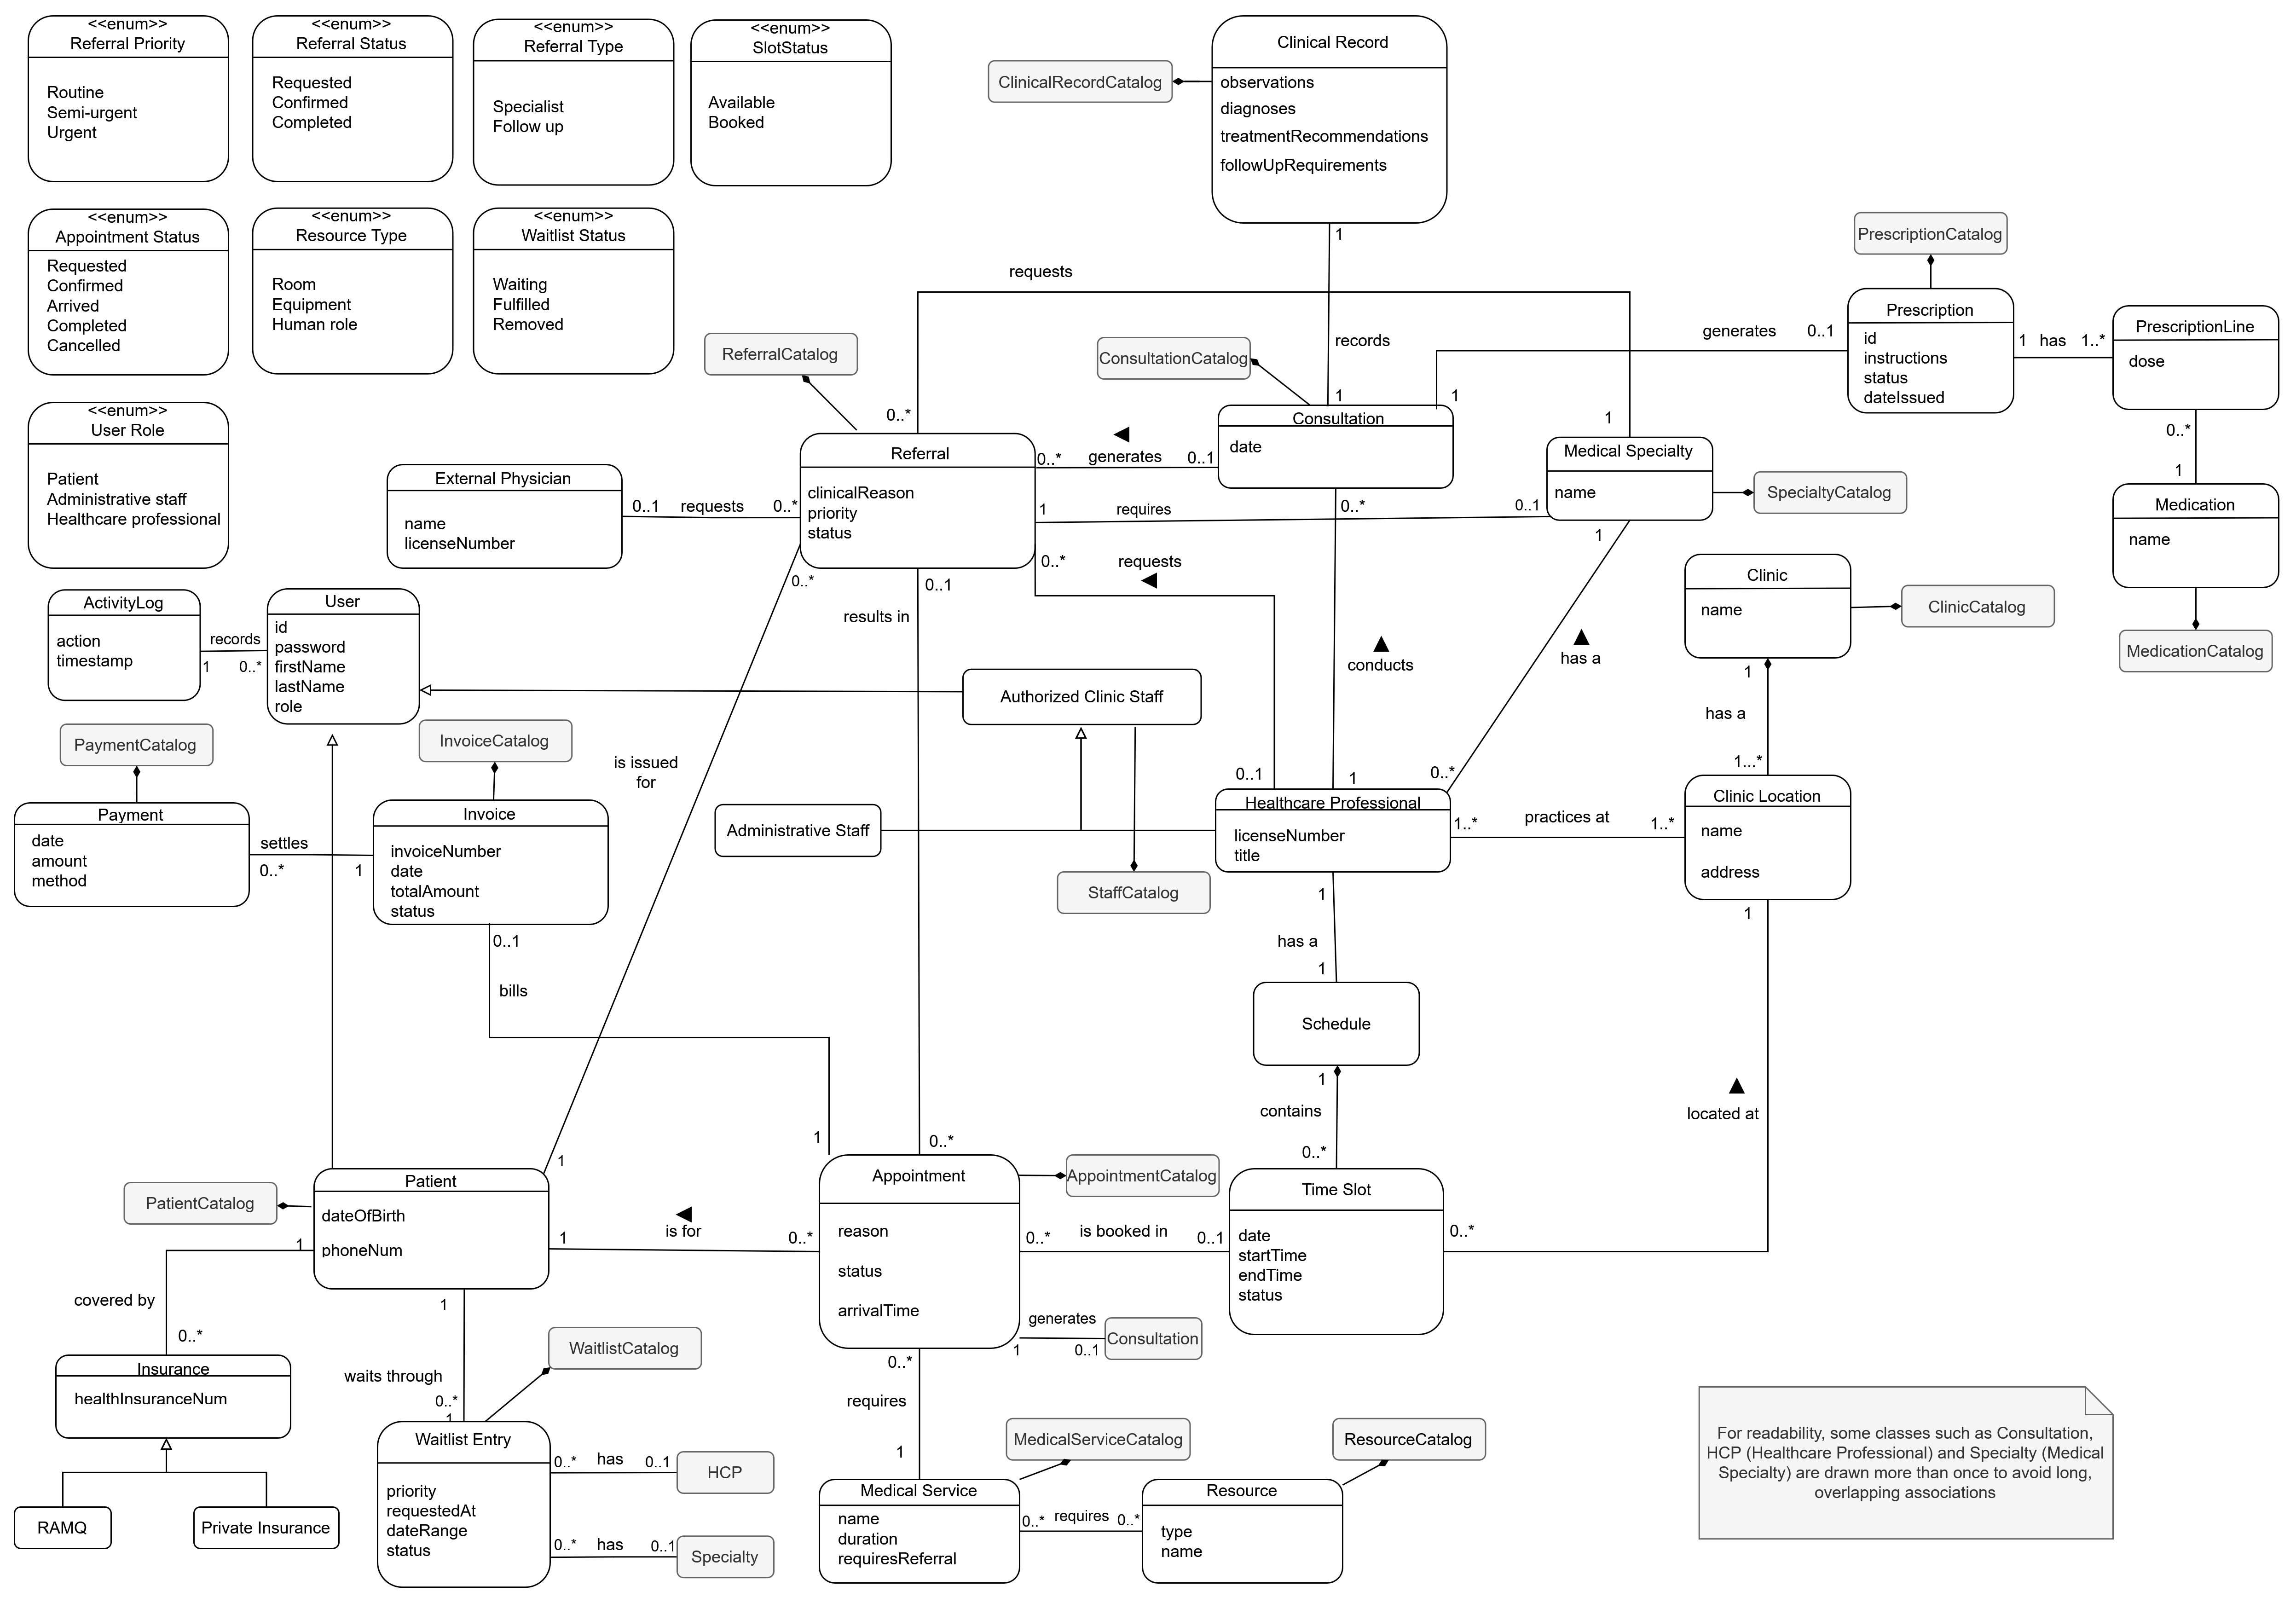 <<enum>>
Referral Priority
Routine
Semi-urgent
Urgent
<<enum>>
Referral Status
Requested
Confirmed
Completed
<<enum>>
Referral Type
Specialist
Follow up
<<enum>>
SlotStatus
Available
Booked
Clinical Record
observations
diagnoses
treatmentRecommendations
followUpRequirements
ClinicalRecordCatalog
<<enum>>
Appointment Status
Requested
Confirmed
Arrived
Completed
Cancelled
<<enum>>
Resource Type
Room
Equipment
Human role
<<enum>>
Waitlist Status
Waiting
Fulfilled
Removed
1
requests
records
PrescriptionCatalog
Prescription
id
instructions
status
dateIssued
generates
0..1
1
1
has
1..*
PrescriptionLine
dose
0..*
1
Medication
name
MedicationCatalog
ReferralCatalog
ConsultationCatalog
0..*
1
1
<<enum>>
User Role
Patient
Administrative staff
Healthcare professional
External Physician
name
licenseNumber
0..1
requests
0..*
Referral
clinicalReason
priority
status
0..*
generates
0..1
Consultation
date
Medical Specialty
name
SpecialtyCatalog
1
requires
0..1
0..*
requests
0..*
1
0..*
0..1
results in
conducts
has a
Clinic
name
ClinicCatalog
1
has a
1...*
ActivityLog
action
timestamp
records
1
0..*
User
id
password
firstName
lastName
role
Authorized Clinic Staff
PaymentCatalog
InvoiceCatalog
is issued
for
0..1
1
0..*
Payment
date
amount
method
settles
0..*
1
Invoice
invoiceNumber
date
totalAmount
status
Administrative Staff
StaffCatalog
Healthcare Professional
licenseNumber
title
1..*
practices at
1..*
Clinic Location
name
address
0..1
bills
1
has a
1
1
Schedule
1
contains
0..*
located at
1
0..*
1
PatientCatalog
Patient
dateOfBirth
phoneNum
1
1
is for
0..*
Appointment
reason
status
arrivalTime
AppointmentCatalog
0..*
is booked in
0..1
Time Slot
date
startTime
endTime
status
0..*
covered by
0..*
1
waits through
0..*
1
generates
1
0..1
Consultation
Insurance
healthInsuranceNum
RAMQ
Private Insurance
WaitlistCatalog
Waitlist Entry
priority
requestedAt
dateRange
status
0..*
has
0..1
HCP
0..*
has
0..1
Specialty
0..*
requires
1
MedicalServiceCatalog
Medical Service
name
duration
requiresReferral
0..*
requires
0..*
ResourceCatalog
Resource
type
name
For readability, some classes such as Consultation,
HCP (Healthcare Professional) and Specialty (Medical
Specialty) are drawn more than once to avoid long,
overlapping associations